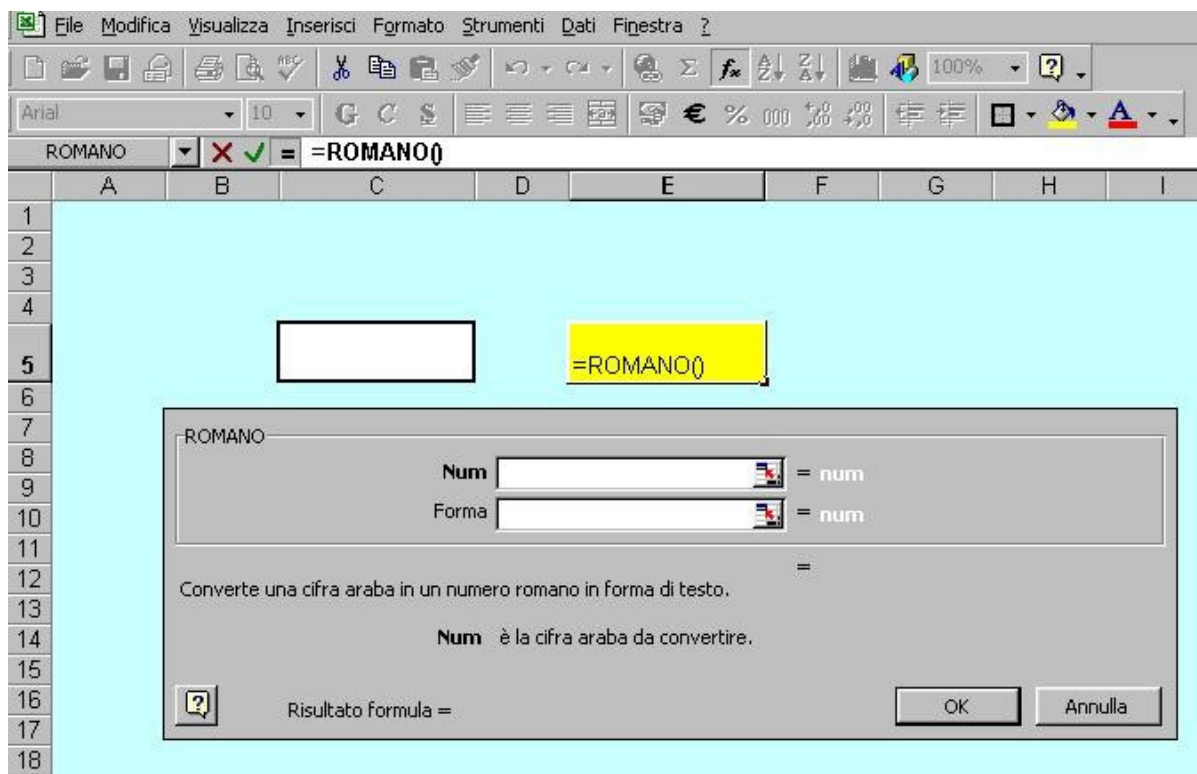 File Modifica Visualizza Inserisci Formato Strumenti Dati Finestra ?
100%
Arial 10 G C S € % 000
ROMANO = =ROMANO()
A B C D E F G H I
1
2
3
4
5 =ROMANO()
6
7
8
9
10
11
12
13
14
15
16
17
18
ROMANO
Num = num
Forma = num
=
Converte una cifra araba in un numero romano in forma di testo.
Num è la cifra araba da convertire.
Risultato formula =
OK Annulla